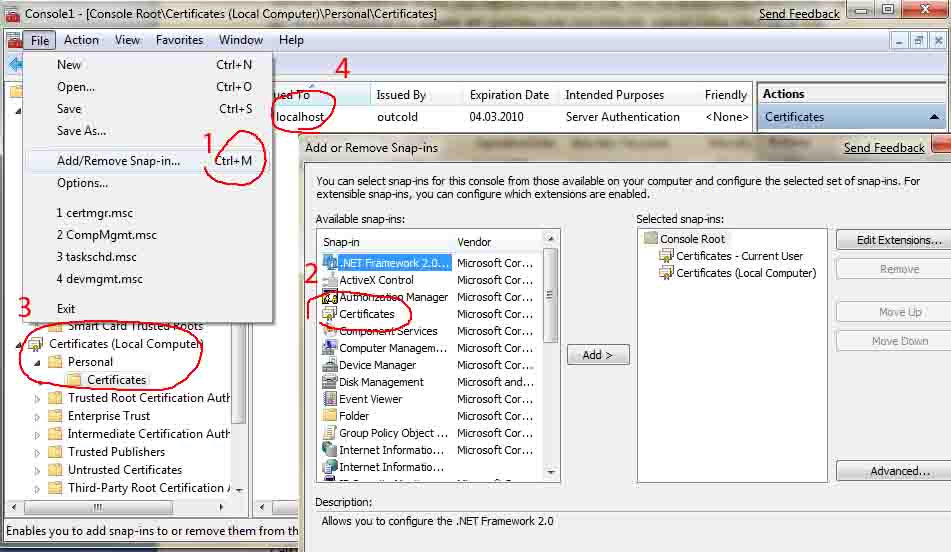 Console1 - [Console Root\Certificates (Local Computer)\Personal\Certificates]
Send Feedback
File Action View Favorites Window Help
New Ctrl+N
Open... Ctrl+O
Save Ctrl+S
Save As...
1
Add/Remove Snap-in... Ctrl+M
Options...
1 certmgr.msc
2 CompMgmt.msc
3 taskschd.msc
4 devmgmt.msc
Exit
3
Smart Card Trusted Roots
Certificates (Local Computer)
Personal
Certificates
Trusted Root Certification Auth
Enterprise Trust
Intermediate Certification Auth
Trusted Publishers
Untrusted Certificates
Third-Party Root Certification A
Enables you to add snap-ins to or remove them from th
4
ued To Issued By Expiration Date Intended Purposes Friendly
localhost outcold 04.03.2010 Server Authentication <None>
Actions
Certificates
Add or Remove Snap-ins
Send Feedback
You can select snap-ins for this console from those available on your computer and configure the selected set of snap-ins. For
extensible snap-ins, you can configure which extensions are enabled.
Available snap-ins:
Snap-in Vendor
.NET Framework 2.0... Microsoft Cor...
2
ActiveX Control Microsoft Cor...
Authorization Manager Microsoft Cor...
Certificates Microsoft Cor...
Component Services Microsoft Cor...
Computer Managem... Microsoft Cor...
Device Manager Microsoft Cor...
Disk Management Microsoft and...
Event Viewer Microsoft Cor...
Folder Microsoft Cor...
Group Policy Object ... Microsoft Cor...
Internet Informatio... Microsoft Cor...
Internet Informatio... Microsoft Cor...
Add >
Selected snap-ins:
Console Root
Certificates - Current User
Certificates (Local Computer)
Edit Extensions...
Remove
Move Up
Move Down
Advanced...
Description:
Allows you to configure the .NET Framework 2.0